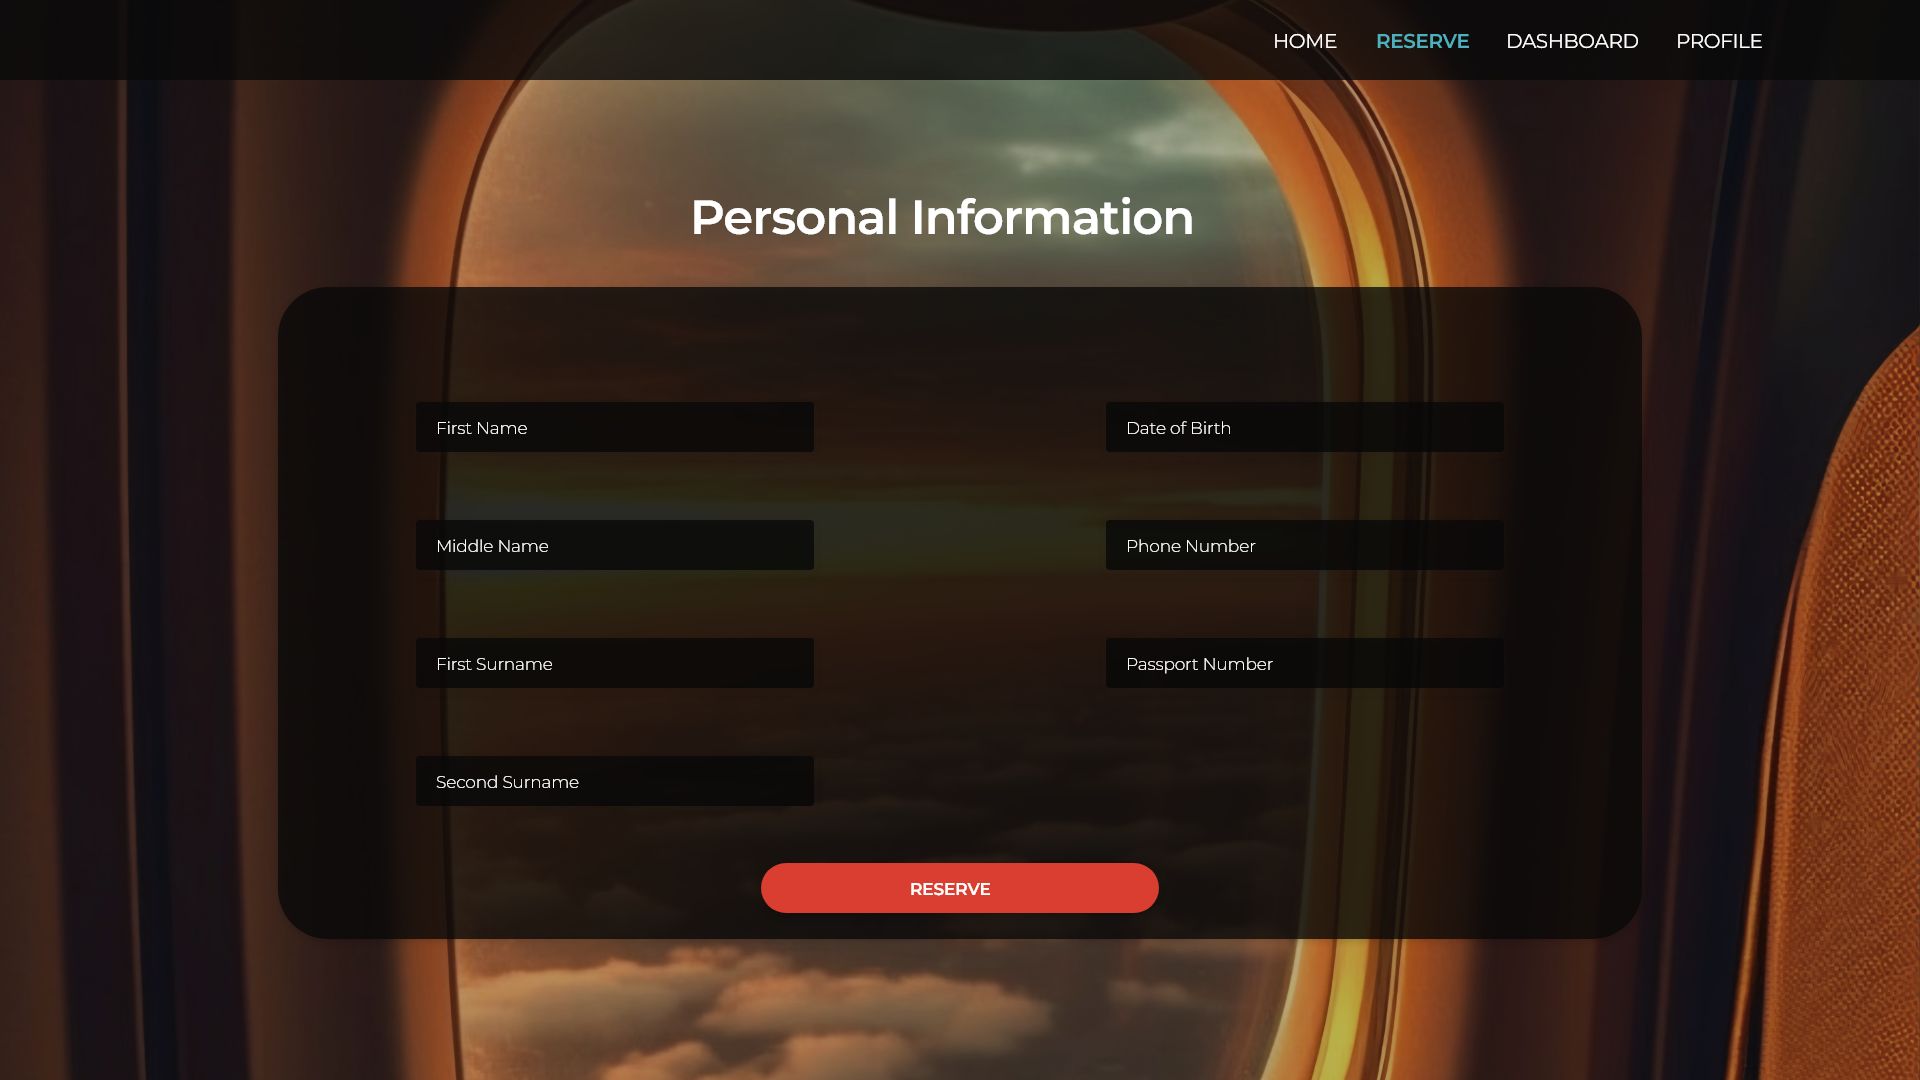 HOME RESERVE DASHBOARD PROFILE
Personal Information
First Name
Date of Birth
Middle Name
Phone Number
First Surname
Passport Number
Second Surname
RESERVE